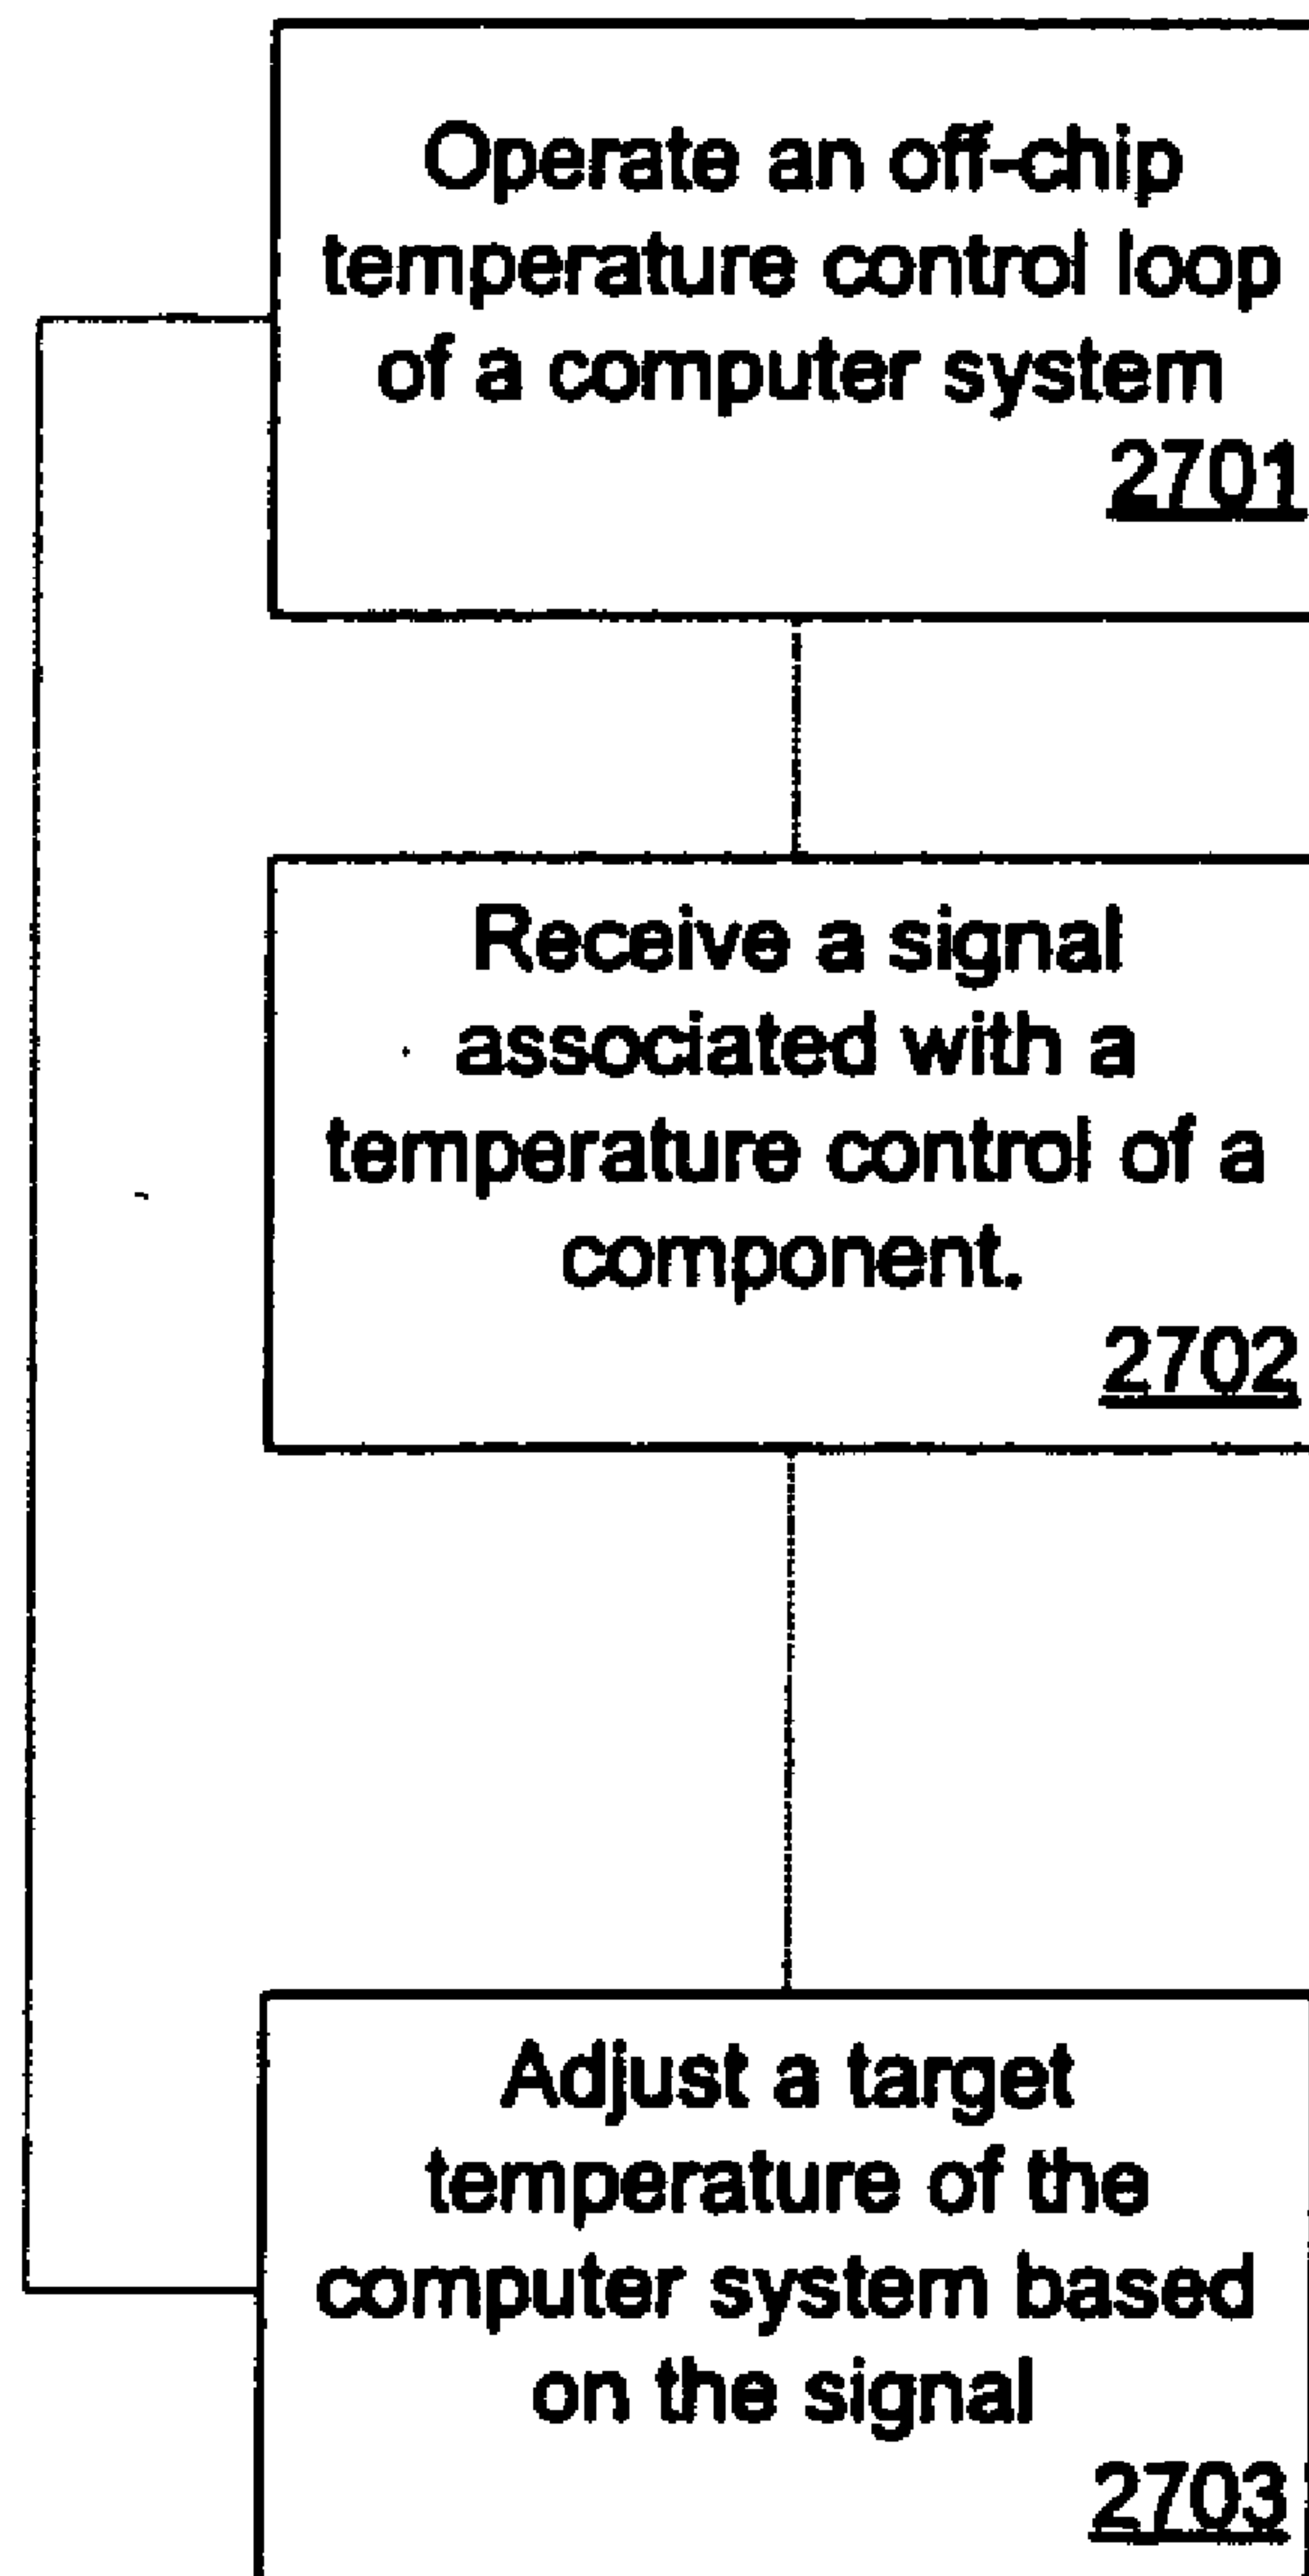 Operate an off-chip
temperature control loop
of a computer system
2701
Receive a signal
associated with a
temperature control of a
component.
2702
Adjust a target
temperature of the
computer system based
on the signal
2703